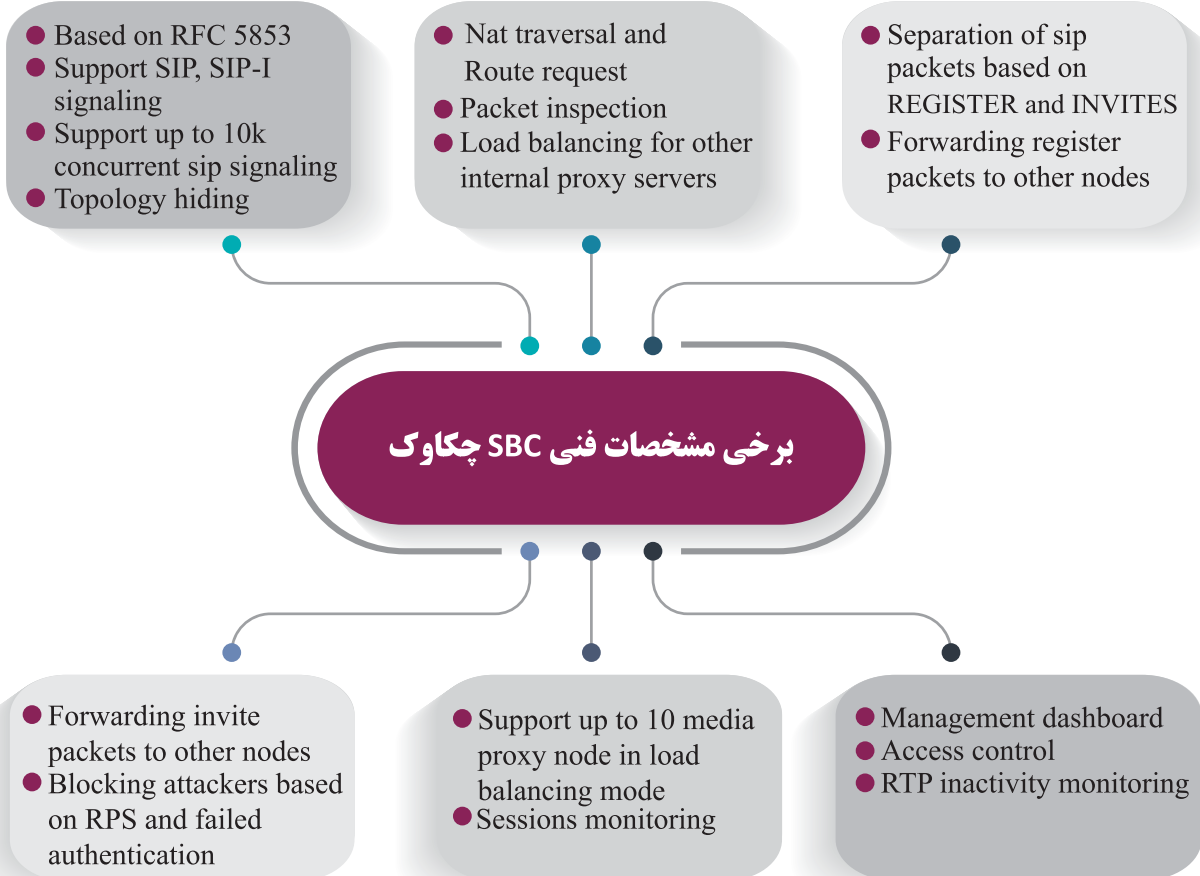 Based on RFC 5853
Support SIP, SIP-I
signaling
Support up to 10k
concurrent sip signaling
Topology hiding
Nat traversal and
Route request
Packet inspection
Load balancing for other
internal proxy servers
Separation of sip
packets based on
REGISTER and INVITES
Forwarding register
packets to other nodes
برخی مشخصات فنی SBC چکاوک
Forwarding invite
packets to other nodes
Blocking attackers based
on RPS and failed
authentication
Support up to 10 media
proxy node in load
balancing mode
Sessions monitoring
Management dashboard
Access control
RTP inactivity monitoring